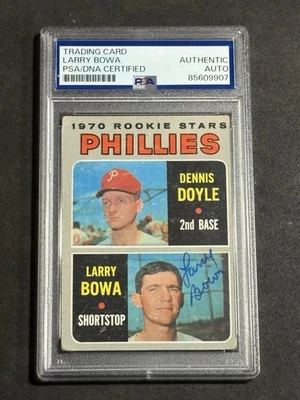 TRADING CARD
LARRY BOWA
PSA/DNA CERTIFIED
AUTHENTIC
AUTO
85609907
PSA
1970 ROOKIE STARS
PHILLIES
P
DENNIS
DOYLE
2nd BASE
LARRY
BOWA
SHORTSTOP
Larry
Bowa